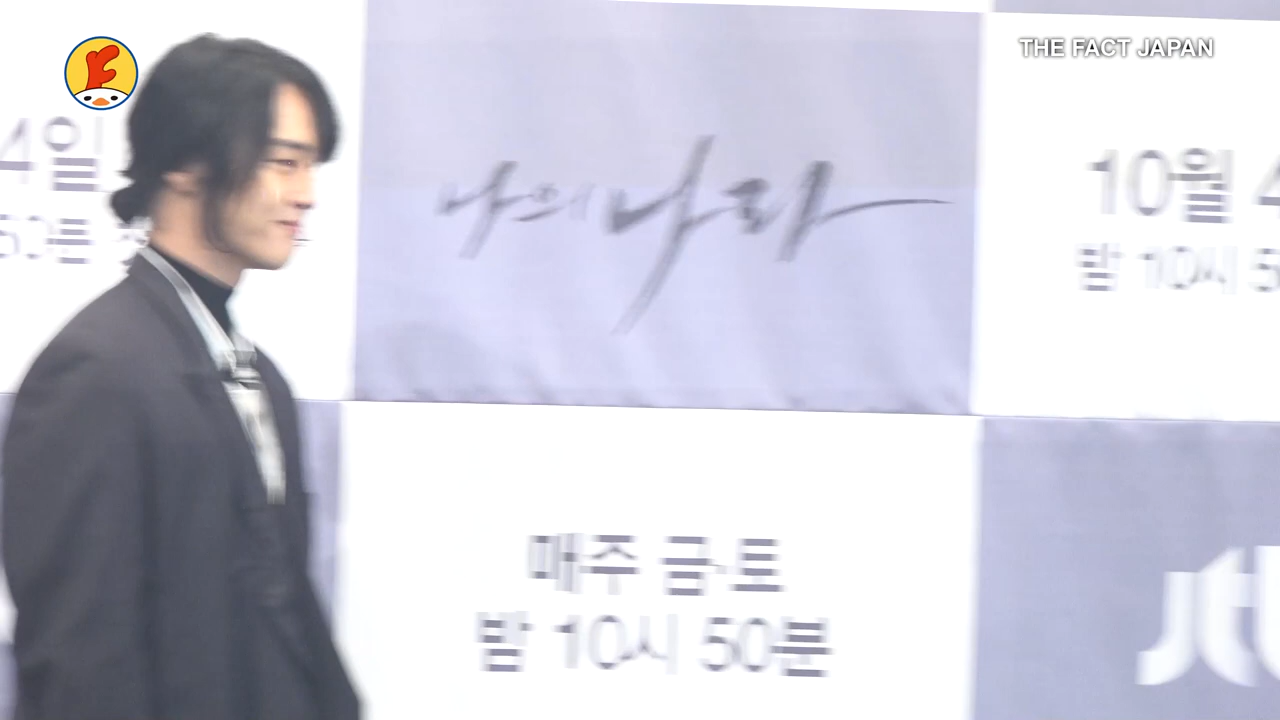 THE FACT JAPAN
4일
50분
나의 나라
10월 4
밤 10시 5
매주 금·토
밤 10시 50분